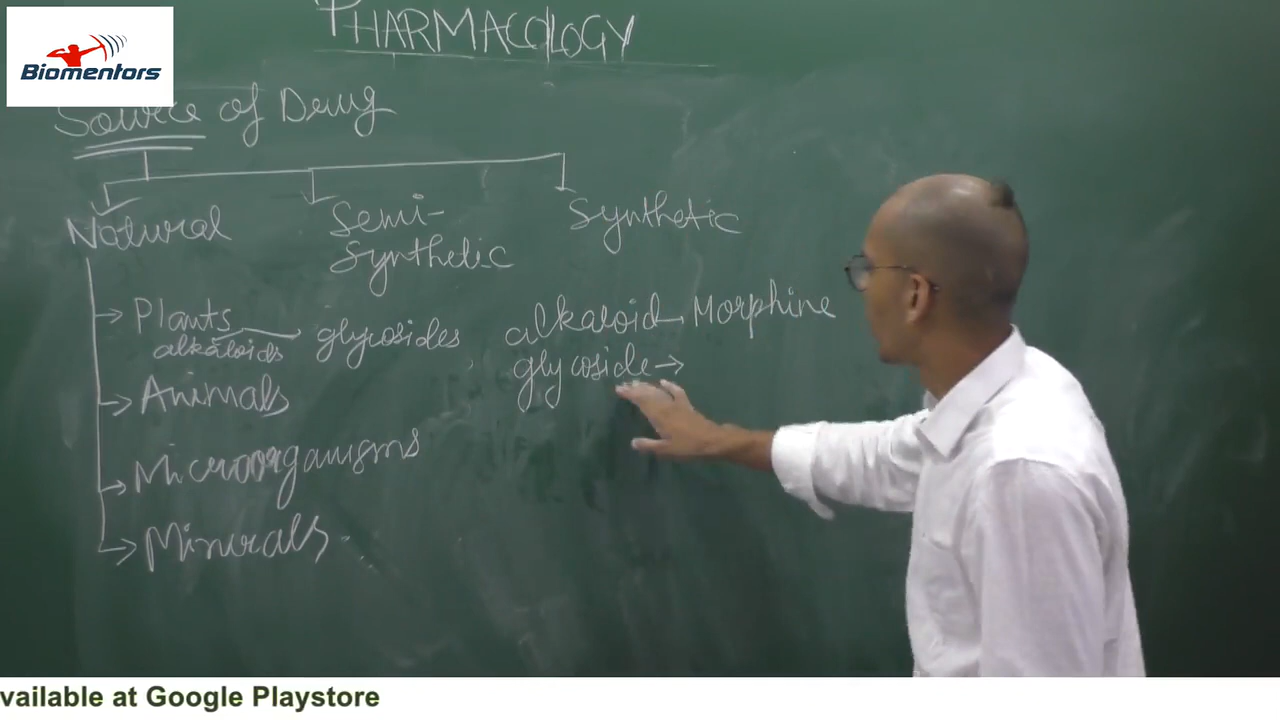 PHARMACOLOGY
Biomentors
Source of Drug
Natural
Semi-
Synthetic
Synthetic
Plants
alkaloids
glycosides
alkaloid Morphine
glycoside →
Animals
Microorganisms
Minerals
vailable at Google Playstore